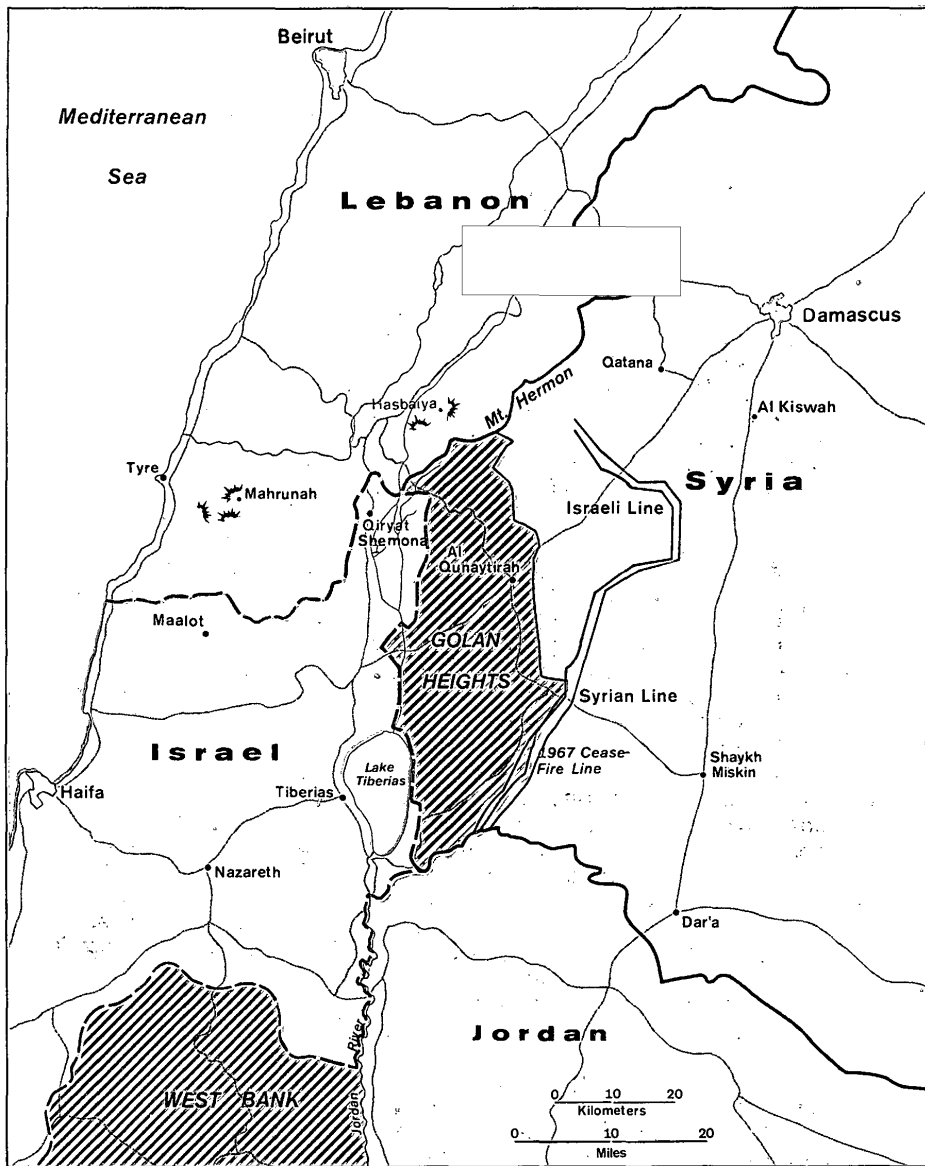 Beirut
Mediterranean
Sea
Lebanon
Damascus
Qatana
Mt. Hermon
Hasbaiya
Al Kiswah
Tyre
Mahrunah
Syria
Israeli Line
Qiryat
Shemona
Al
Qunaytirah
Maalot
GOLAN
HEIGHTS
Syrian Line
Israel
1967 Cease-
Fire Line
Shaykh
Miskin
Lake
Tiberias
Haifa
Tiberias
Nazareth
Dar'a
Jordan
Jordan River
WEST BANK
0 10 20
Kilometers
0 10 20
Miles